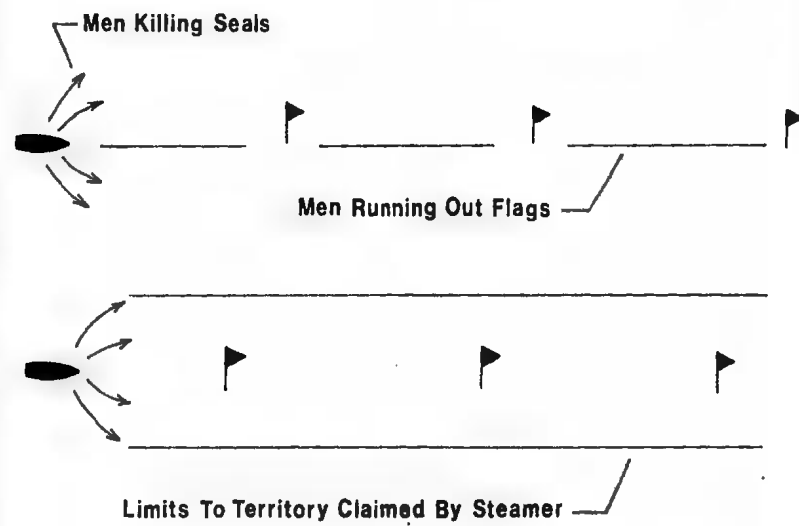 Men Killing Seals
Men Running Out Flags
Limits To Territory Claimed By Steamer